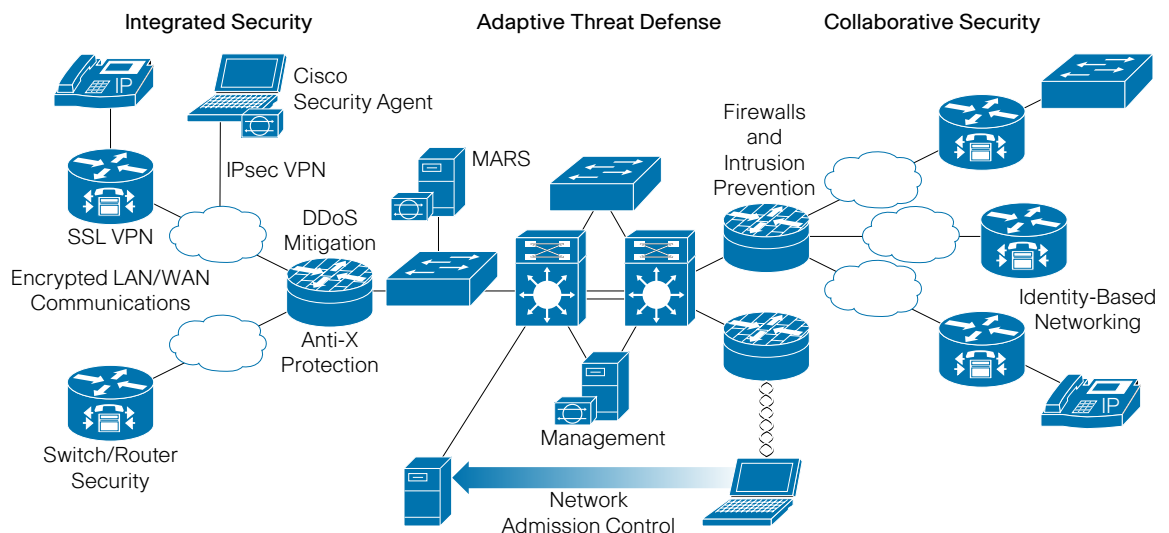 Integrated Security
Adaptive Threat Defense
Collaborative Security
IP
Cisco
Security Agent
Firewalls
and
Intrusion
Prevention
MARS
IPsec VPN
DDoS
Mitigation
SSL VPN
Encrypted LAN/WAN
Communications
Identity-Based
Networking
Anti-X
Protection
IP
Management
Switch/Router
Security
Network
Admission Control